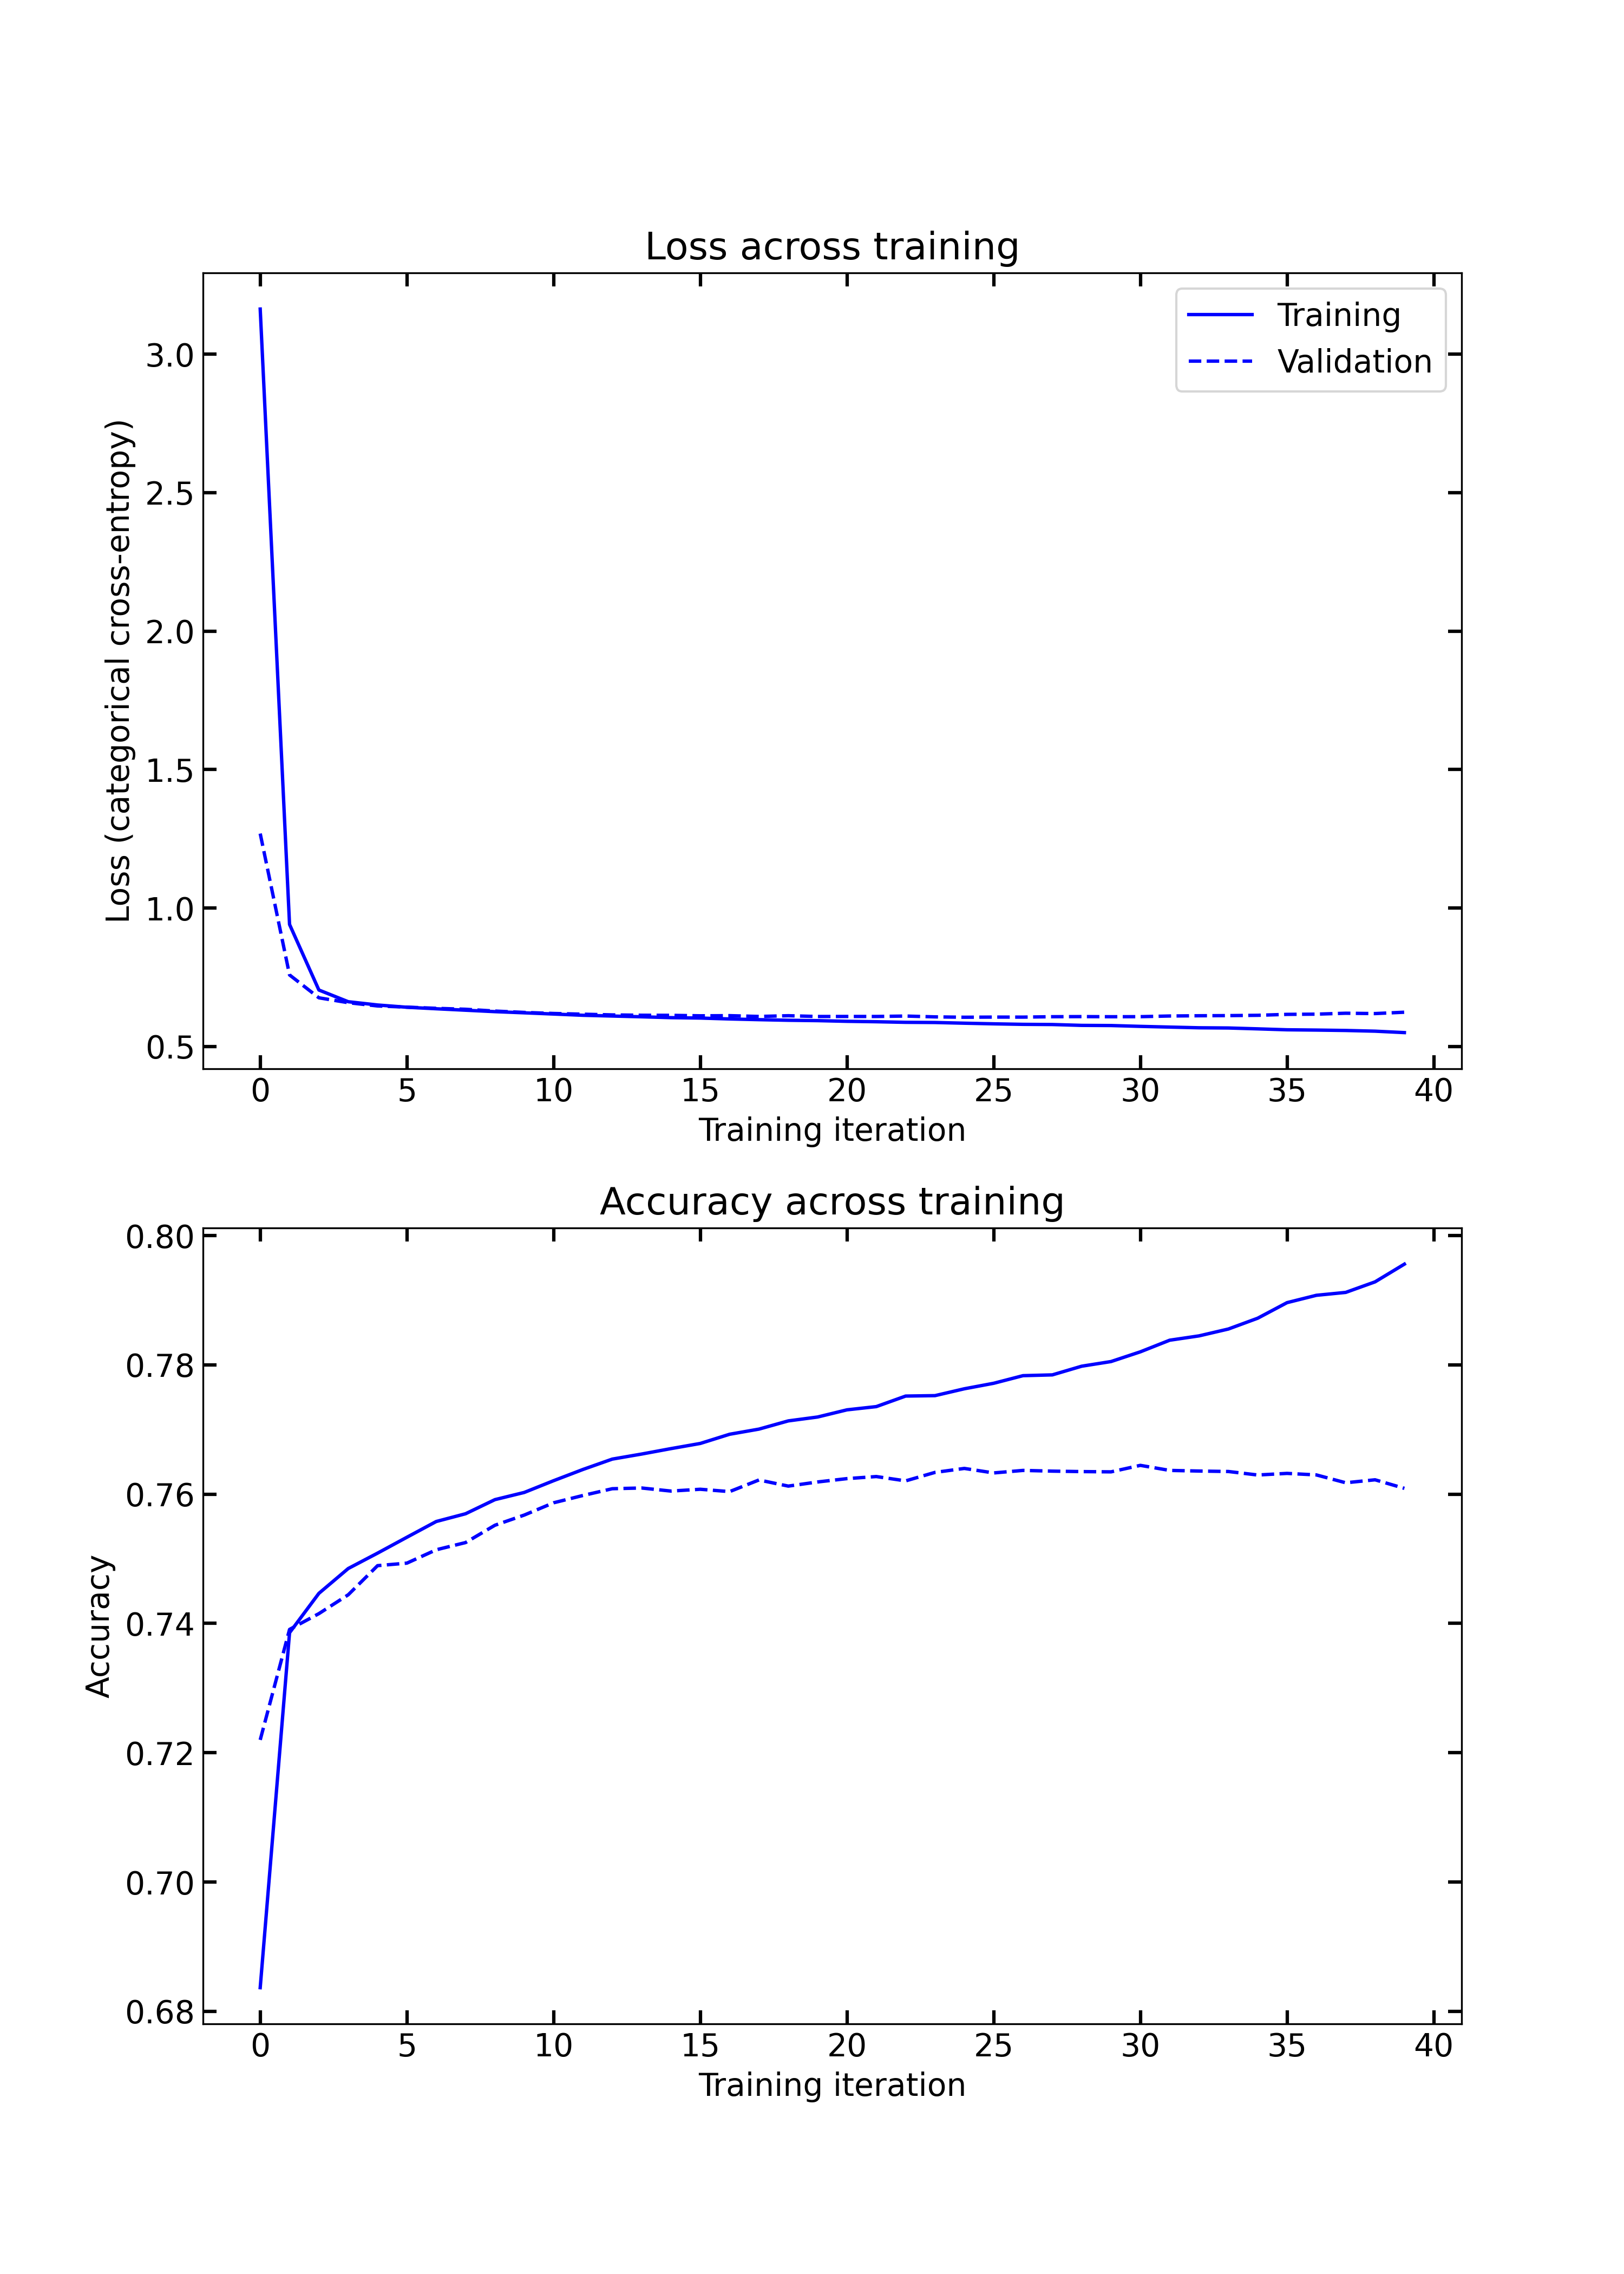 Loss across training
Training
Validation
Loss (categorical cross-entropy)
3.0
2.5
2.0
1.5
1.0
0.5
0 5 10 15 20 25 30 35 40
Training iteration
Accuracy across training
Accuracy
0.80
0.78
0.76
0.74
0.72
0.70
0.68
0 5 10 15 20 25 30 35 40
Training iteration